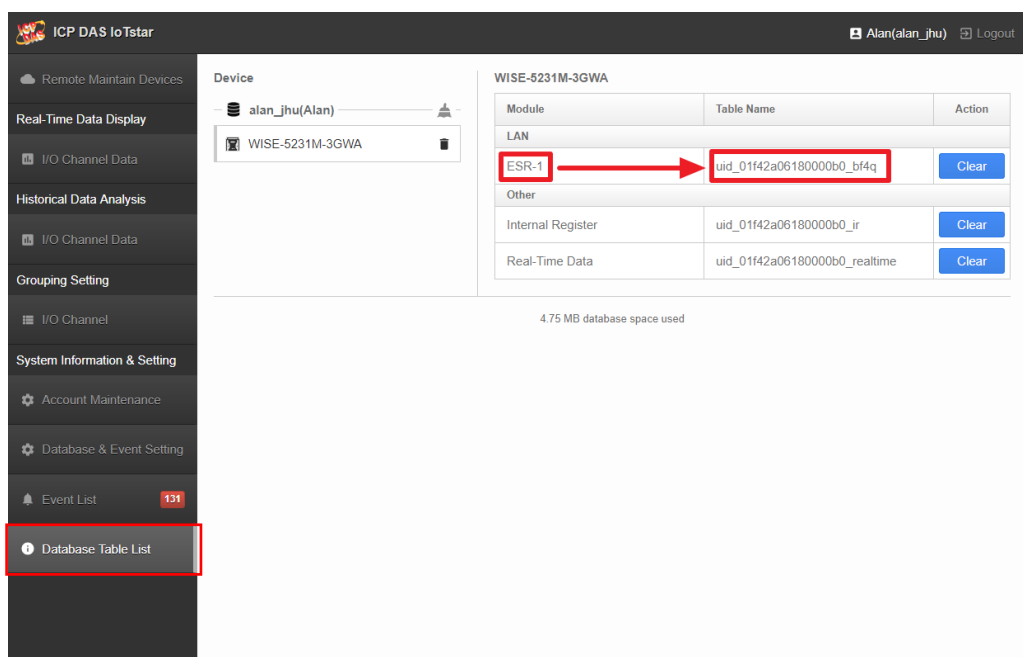 ICP DAS IoTstar
Alan(alan_jhu) Logout
Remote Maintain Devices
Real-Time Data Display
I/O Channel Data
Historical Data Analysis
I/O Channel Data
Grouping Setting
I/O Channel
System Information & Setting
Account Maintenance
Database & Event Setting
Event List 131
Database Table List
Device
alan_jhu(Alan)
WISE-5231M-3GWA
WISE-5231M-3GWA
Module Table Name Action
LAN
ESR-1 uid_01f42a06180000b0_bf4q Clear
Other
Internal Register uid_01f42a06180000b0_ir Clear
Real-Time Data uid_01f42a06180000b0_realtime Clear
4.75 MB database space used